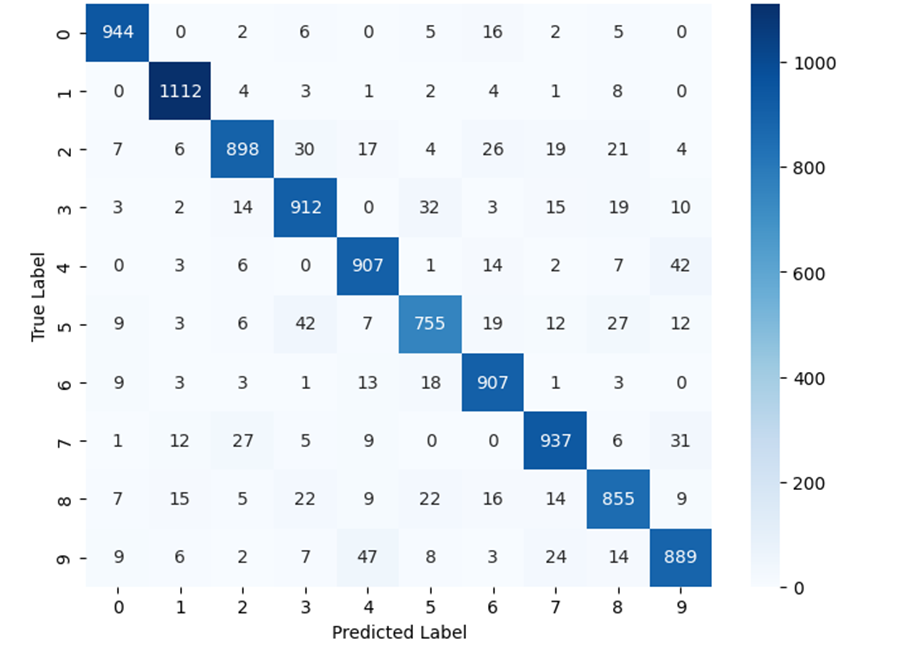 0 944 0 2 6 0 5 16 2 5 0
1 0 1112 4 3 1 2 4 1 8 0
2 7 6 898 30 17 4 26 19 21 4
3 3 2 14 912 0 32 3 15 19 10
4 0 3 6 0 907 1 14 2 7 42
5 9 3 6 42 7 755 19 12 27 12
6 9 3 3 1 13 18 907 1 3 0
7 1 12 27 5 9 0 0 937 6 31
8 7 15 5 22 9 22 16 14 855 9
9 9 6 2 7 47 8 3 24 14 889
0 1 2 3 4 5 6 7 8 9
Predicted Label
True Label
1000
800
600
400
200
0